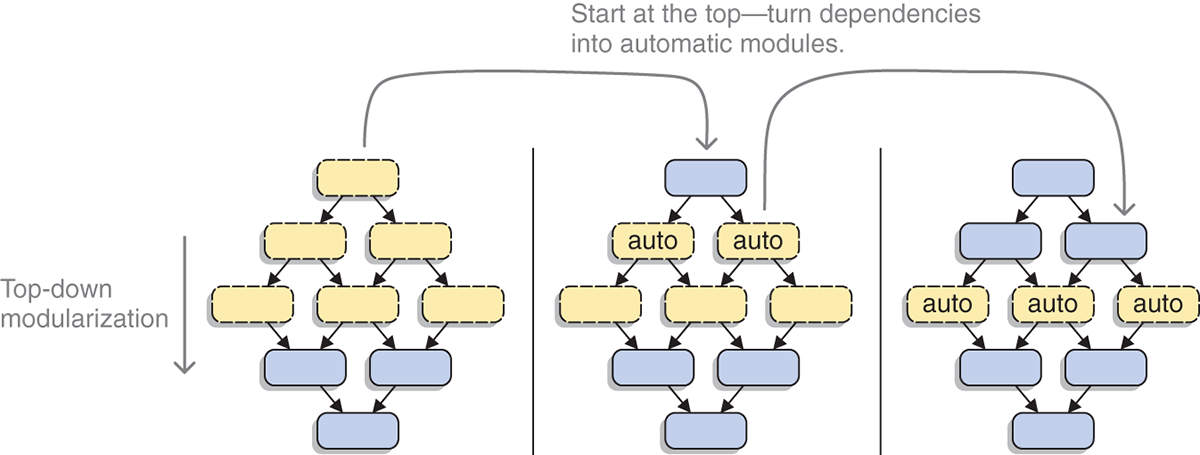 Start at the top—turn dependencies
into automatic modules.
auto auto
Top-down
modularization
auto auto auto